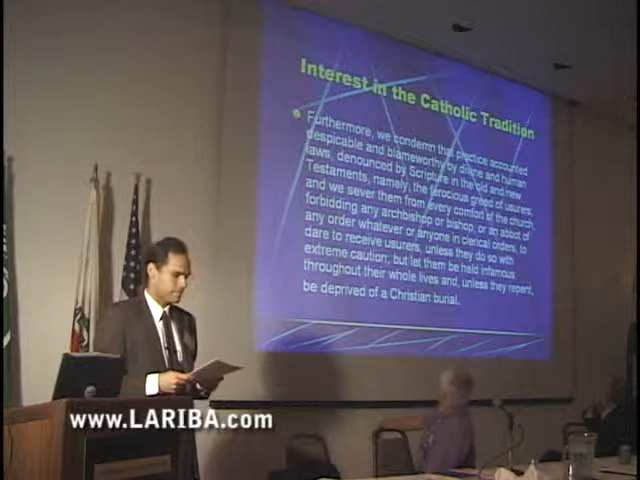 Interest in the Catholic Tradition
Furthermore, we condemn that practice accounted
despicable and blameworthy by divine and human
laws, denounced by Scripture in the old and new
Testaments, namely, the ferocious greed of usurers;
and we sever them from every comfort of the church,
forbidding any archbishop or bishop, or an abbot of
any order whatever or anyone in clerical orders, to
dare to receive usurers, unless they do so with
extreme caution; but let them be held infamous
throughout their whole lives and, unless they repent,
be deprived of a Christian burial.
www.LARIBA.com